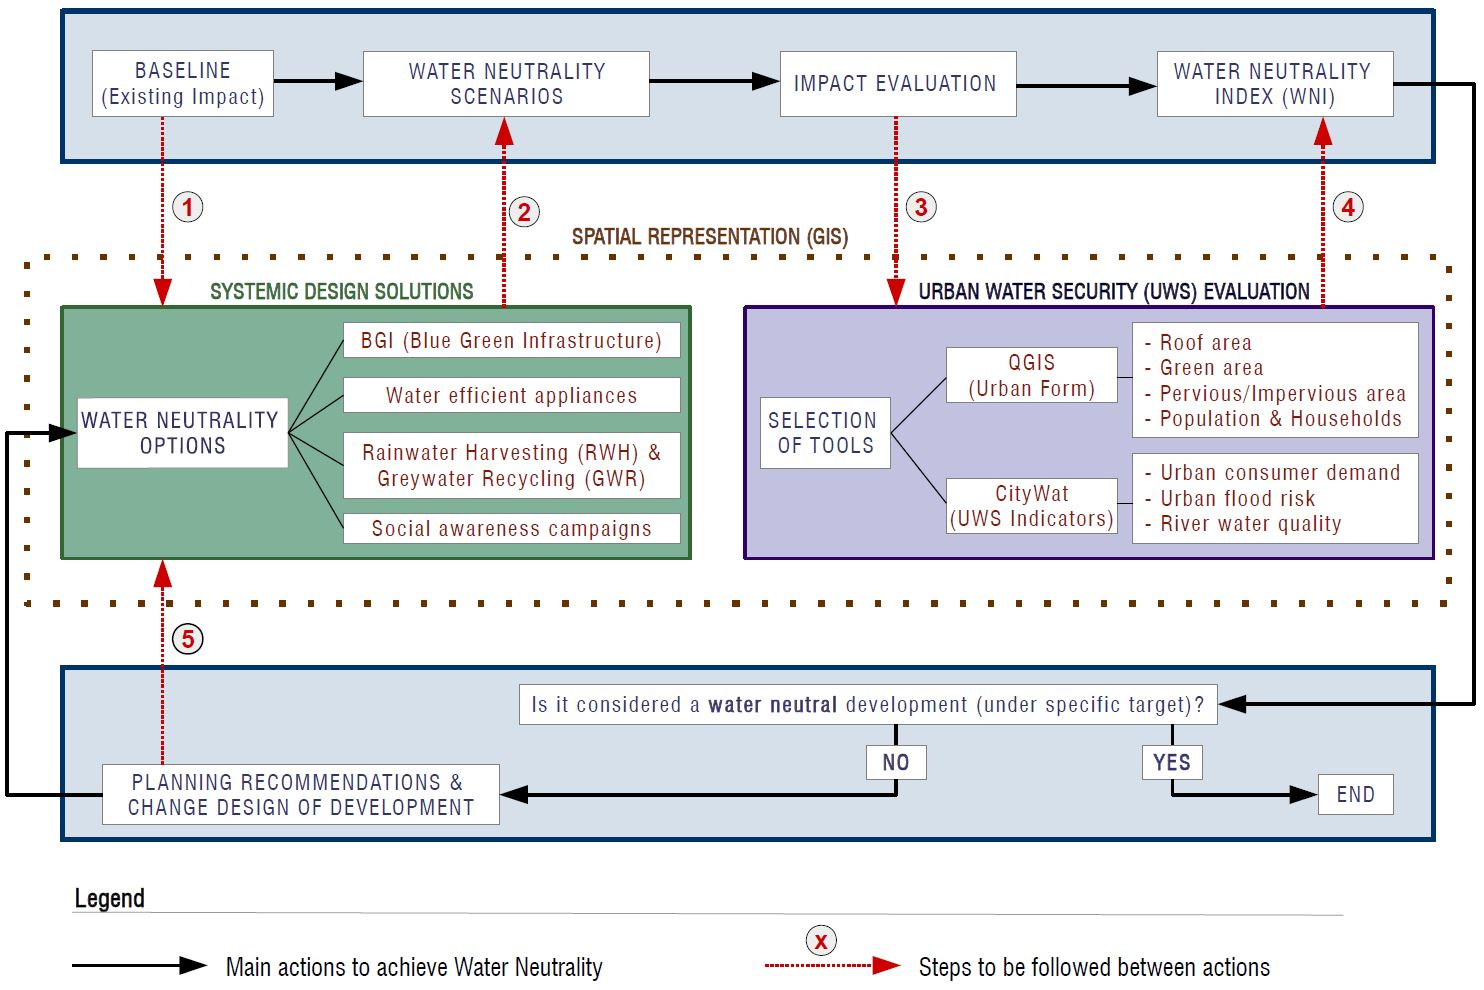 BASELINE
(Existing Impact)
WATER NEUTRALITY
SCENARIOS
IMPACT EVALUATION
WATER NEUTRALITY
INDEX (WNI)
1
2
3
4
SPATIAL REPRESENTATION (GIS)
SYSTEMIC DESIGN SOLUTIONS
WATER NEUTRALITY
OPTIONS
BGI (Blue Green Infrastructure)
Water efficient appliances
Rainwater Harvesting (RWH) &
Greywater Recycling (GWR)
Social awareness campaigns
URBAN WATER SECURITY (UWS) EVALUATION
SELECTION
OF TOOLS
QGIS
(Urban Form)
- Roof area
- Green area
- Pervious/Impervious area
- Population & Households
CityWat
(UWS Indicators)
- Urban consumer demand
- Urban flood risk
- River water quality
5
Is it considered a water neutral development (under specific target)?
NO
YES
PLANNING RECOMMENDATIONS &
CHANGE DESIGN OF DEVELOPMENT
END
Legend
Main actions to achieve Water Neutrality
x
Steps to be followed between actions